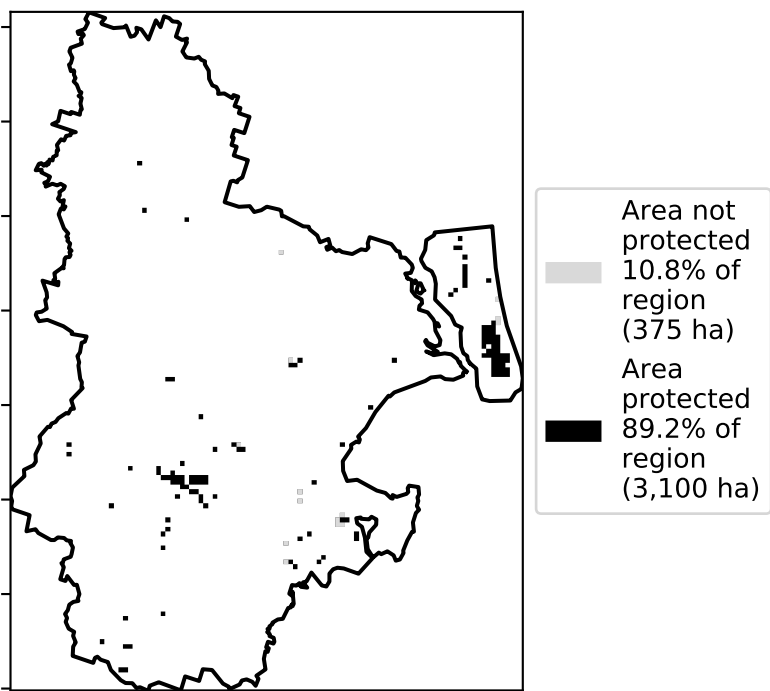 Area not
protected
10.8% of
region
(375 ha)
Area
protected
89.2% of
region
(3,100 ha)